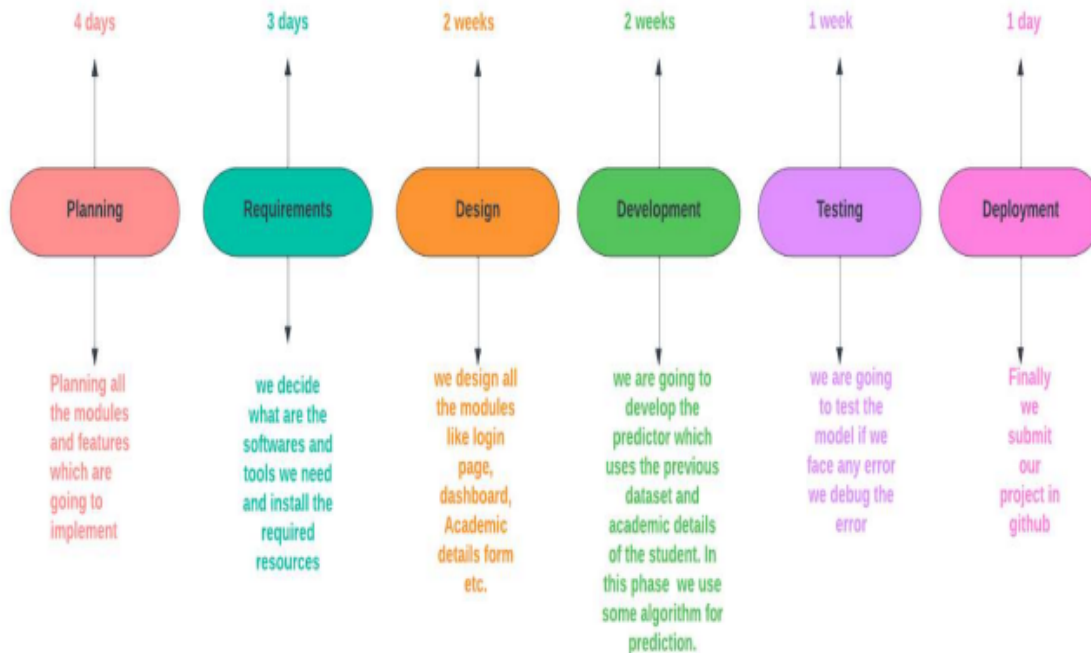 4 days
3 days
2 weeks
2 weeks
1 week
1 day
Planning
Requirements
Design
Development
Testing
Deployment
Planning all
the modules
and features
which are
going to
implement
we decide
what are the
softwares and
tools we need
and install the
required
resources
we design all
the modules
like login
page,
dashboard,
Academic
details form
etc.
we are going to
develop the
predictor which
uses the previous
dataset and
academic details
of the student. In
this phase we use
some algorithm for
prediction.
we are going
to test the
model if we
face any error
we debug the
error
Finally
we
submit
our
project in
github